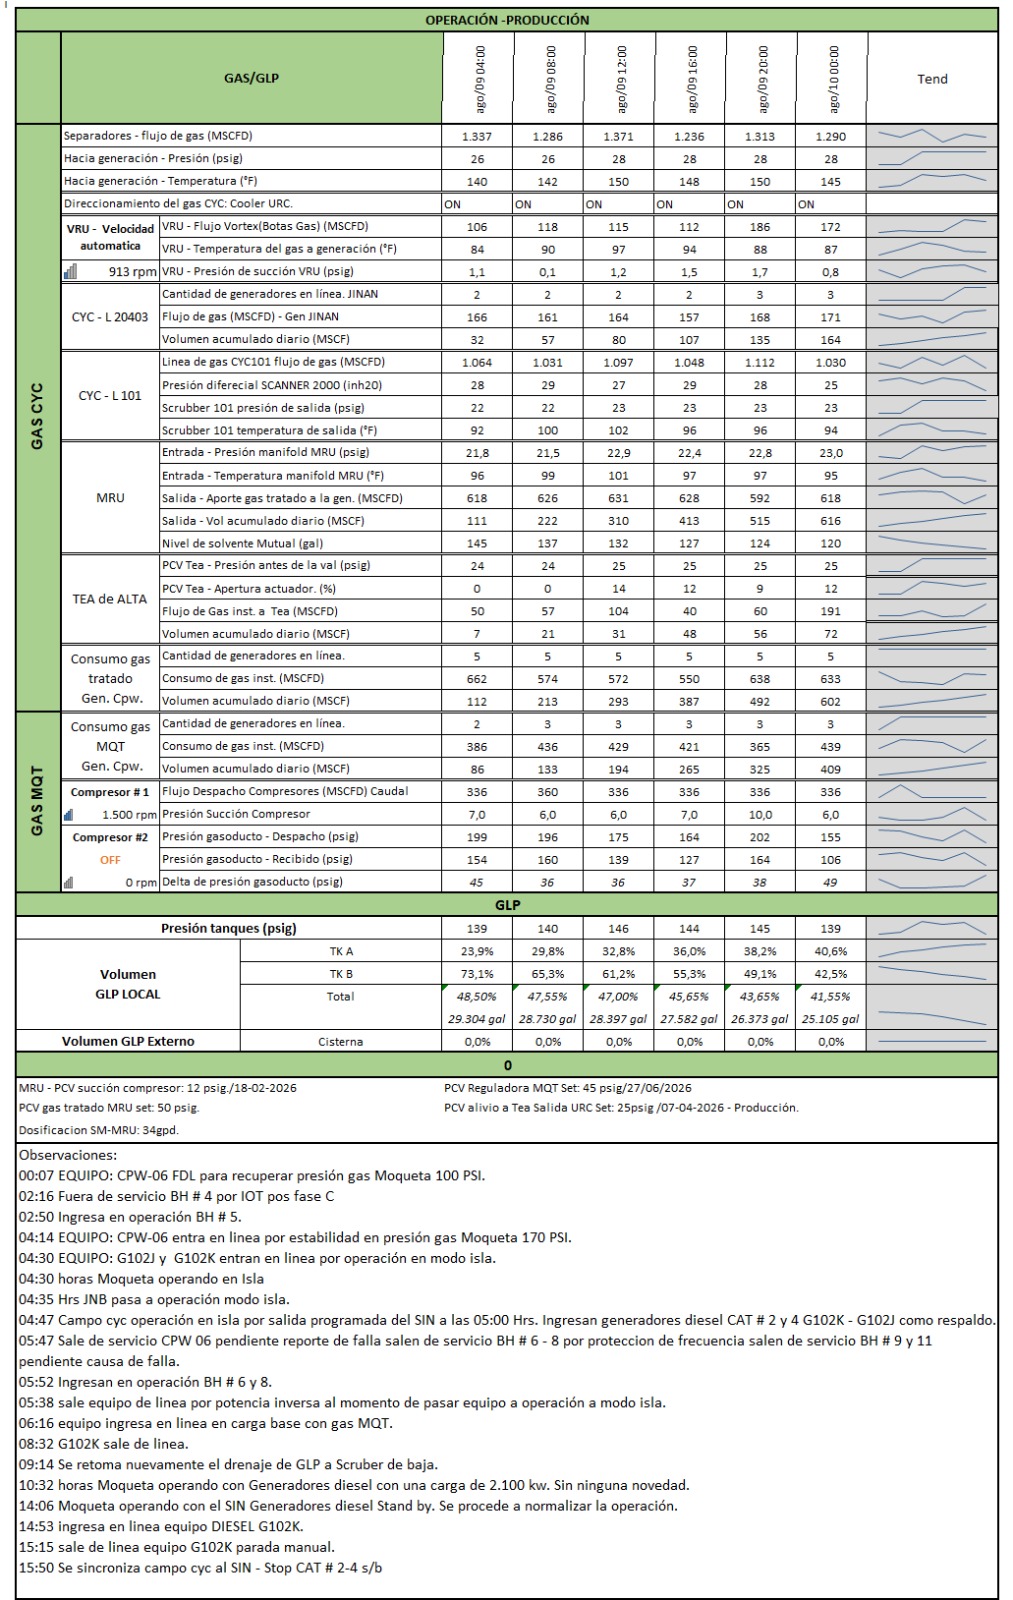 OPERACIÓN -PRODUCCIÓN
GAS/GLP ago/09 04:00 ago/09 08:00 ago/09 12:00 ago/09 16:00 ago/09 20:00 ago/10 00:00 Tend
GAS CYC
Separadores - flujo de gas (MSCFD) 1.337 1.286 1.371 1.236 1.313 1.290
Hacia generación - Presión (psig) 26 26 28 28 28 28
Hacia generación - Temperatura (°F) 140 142 150 148 150 145
Direccionamiento del gas CYC: Cooler URC. ON ON ON ON ON ON
VRU - Velocidad automatica
VRU - Flujo Vortex(Botas Gas) (MSCFD) 106 118 115 112 186 172
VRU - Temperatura del gas a generación (°F) 84 90 97 94 88 87
913 rpm VRU - Presión de succión VRU (psig) 1,1 0,1 1,2 1,5 1,7 0,8
CYC - L 20403
Cantidad de generadores en línea. JINAN 2 2 2 2 3 3
Flujo de gas (MSCFD) - Gen JINAN 166 161 164 157 168 171
Volumen acumulado diario (MSCF) 32 57 80 107 135 164
CYC - L 101
Linea de gas CYC101 flujo de gas (MSCFD) 1.064 1.031 1.097 1.048 1.112 1.030
Presión diferecial SCANNER 2000 (inh20) 28 29 27 29 28 25
Scrubber 101 presión de salida (psig) 22 22 23 23 23 23
Scrubber 101 temperatura de salida (°F) 92 100 102 96 96 94
MRU
Entrada - Presión manifold MRU (psig) 21,8 21,5 22,9 22,4 22,8 23,0
Entrada - Temperatura manifold MRU (°F) 96 99 101 97 97 95
Salida - Aporte gas tratado a la gen. (MSCFD) 618 626 631 628 592 618
Salida - Vol acumulado diario (MSCF) 111 222 310 413 515 616
Nivel de solvente Mutual (gal) 145 137 132 127 124 120
TEA de ALTA
PCV Tea - Presión antes de la val (psig) 24 24 25 25 25 25
PCV Tea - Apertura actuador. (%) 0 0 14 12 9 12
Flujo de Gas inst. a Tea (MSCFD) 50 57 104 40 60 191
Volumen acumulado diario (MSCF) 7 21 31 48 56 72
Consumo gas tratado Gen. Cpw.
Cantidad de generadores en línea. 5 5 5 5 5 5
Consumo de gas inst. (MSCFD) 662 574 572 550 638 633
Volumen acumulado diario (MSCF) 112 213 293 387 492 602
GAS MQT
Consumo gas MQT Gen. Cpw.
Cantidad de generadores en línea. 2 3 3 3 3 3
Consumo de gas inst. (MSCFD) 386 436 429 421 365 439
Volumen acumulado diario (MSCF) 86 133 194 265 325 409
Compresor # 1 Flujo Despacho Compresores (MSCFD) Caudal 336 360 336 336 336 336
1.500 rpm Presión Succión Compresor 7,0 6,0 6,0 7,0 10,0 6,0
Compresor #2 Presión gasoducto - Despacho (psig) 199 196 175 164 202 155
OFF Presión gasoducto - Recibido (psig) 154 160 139 127 164 106
0 rpm Delta de presión gasoducto (psig) 45 36 36 37 38 49
GLP
Presión tanques (psig) 139 140 146 144 145 139
Volumen GLP LOCAL
TK A 23,9% 29,8% 32,8% 36,0% 38,2% 40,6%
TK B 73,1% 65,3% 61,2% 55,3% 49,1% 42,5%
Total 48,50% 47,55% 47,00% 45,65% 43,65% 41,55%
29.304 gal 28.730 gal 28.397 gal 27.582 gal 26.373 gal 25.105 gal
Volumen GLP Externo Cisterna 0,0% 0,0% 0,0% 0,0% 0,0% 0,0%
0
MRU - PCV succión compresor: 12 psig./18-02-2026 PCV Reguladora MQT Set: 45 psig/27/06/2026
PCV gas tratado MRU set: 50 psig. PCV alivio a Tea Salida URC Set: 25psig /07-04-2026 - Producción.
Dosificacion SM-MRU: 34gpd.
Observaciones:
00:07 EQUIPO: CPW-06 FDL para recuperar presión gas Moqueta 100 PSI.
02:16 Fuera de servicio BH # 4 por IOT pos fase C
02:50 Ingresa en operación BH # 5.
04:14 EQUIPO: CPW-06 entra en linea por estabilidad en presión gas Moqueta 170 PSI.
04:30 EQUIPO: G102J y G102K entran en linea por operación en modo isla.
04:30 horas Moqueta operando en Isla
04:35 Hrs JNB pasa a operación modo isla.
04:47 Campo cyc operación en isla por salida programada del SIN a las 05:00 Hrs. Ingresan generadores diesel CAT # 2 y 4 G102K - G102J como respaldo.
05:47 Sale de servicio CPW 06 pendiente reporte de falla salen de servicio BH # 6 - 8 por proteccion de frecuencia salen de servicio BH # 9 y 11
pendiente causa de falla.
05:52 Ingresan en operación BH # 6 y 8.
05:38 sale equipo de linea por potencia inversa al momento de pasar equipo a operación a modo isla.
06:16 equipo ingresa en linea en carga base con gas MQT.
08:32 G102K sale de linea.
09:14 Se retoma nuevamente el drenaje de GLP a Scruber de baja.
10:32 horas Moqueta operando con Generadores diesel con una carga de 2.100 kw. Sin ninguna novedad.
14:06 Moqueta operando con el SIN Generadores diesel Stand by. Se procede a normalizar la operación.
14:53 ingresa en linea equipo DIESEL G102K.
15:15 sale de linea equipo G102K parada manual.
15:50 Se sincroniza campo cyc al SIN - Stop CAT # 2-4 s/b